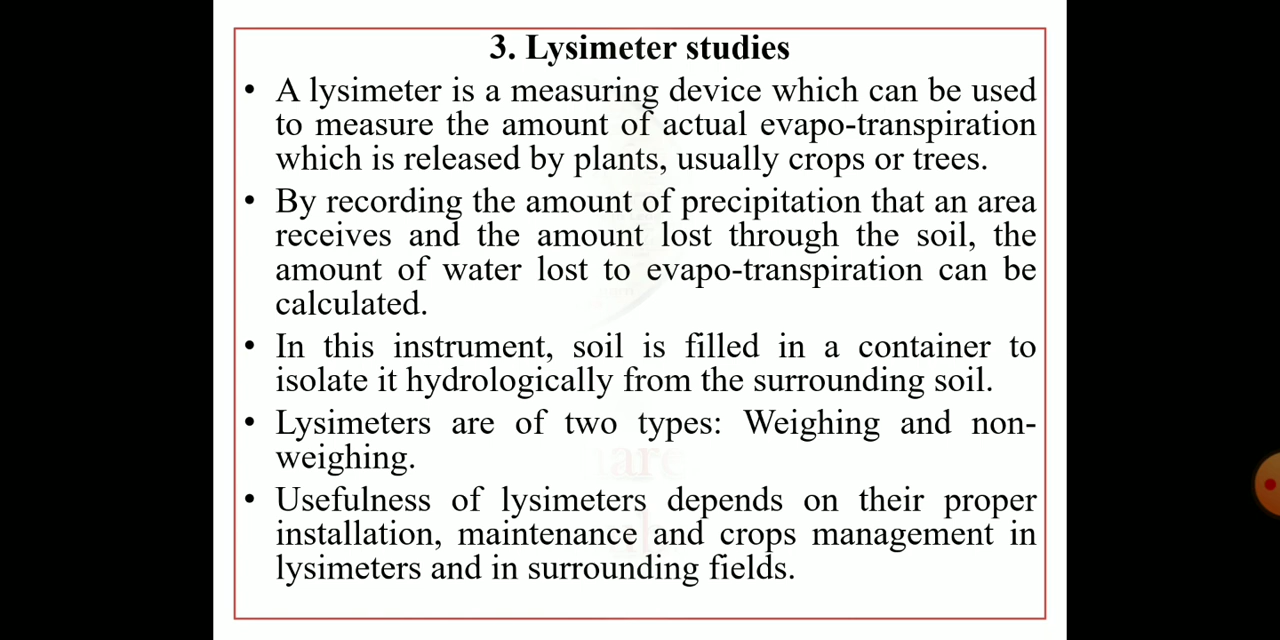 3. Lysimeter studies
• A lysimeter is a measuring device which can be used
to measure the amount of actual evapo-transpiration
which is released by plants, usually crops or trees.
• By recording the amount of precipitation that an area
receives and the amount lost through the soil, the
amount of water lost to evapo-transpiration can be
calculated.
• In this instrument, soil is filled in a container to
isolate it hydrologically from the surrounding soil.
• Lysimeters are of two types: Weighing and non-
weighing.
• Usefulness of lysimeters depends on their proper
installation, maintenance and crops management in
lysimeters and in surrounding fields.